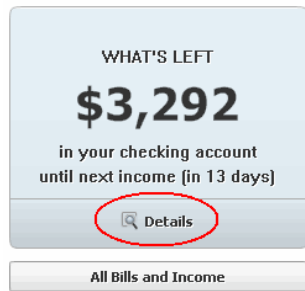 WHAT'S LEFT
$3,292
in your checking account
until next income (in 13 days)
Details
All Bills and Income